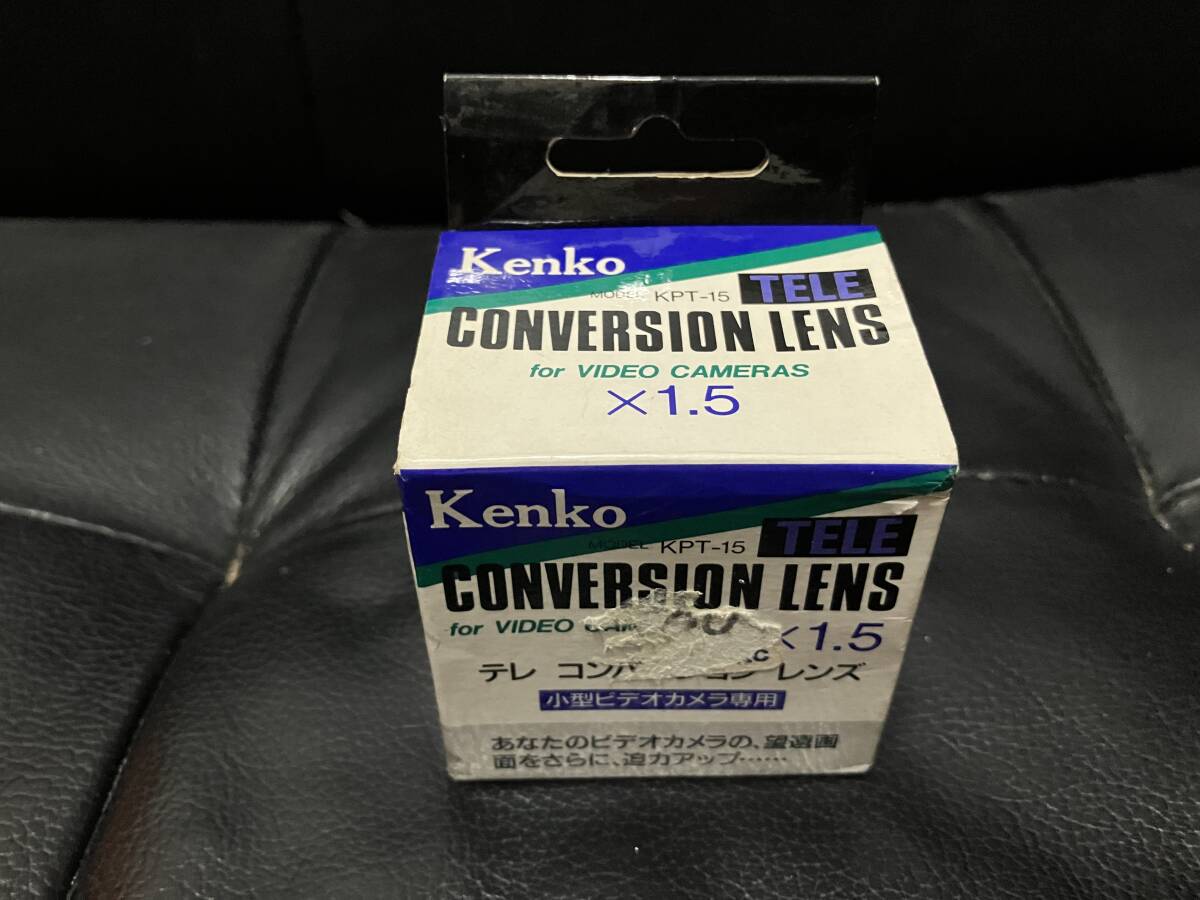 Kenko
MODEL KPT-15 TELE
CONVERSION LENS
for VIDEO CAMERAS
×1.5
Kenko
MODEL KPT-15 TELE
CONVERSION LENS
for VIDEO ×1.5
テレ コンバ レンズ
小型ビデオカメラ専用
あなたのビデオカメラの、望遠画
面をさらに、迫力アップ……